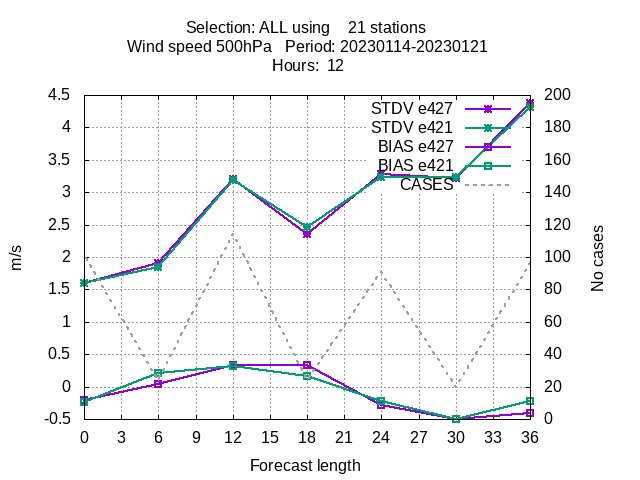 Selection: ALL using    21 stations
Wind speed 500hPa   Period: 20230114-20230121
Hours:  12
STDV e427
STDV e421
BIAS e427
BIAS e421
CASES
4.5
4
3.5
3
2.5
2
1.5
1
0.5
0
-0.5
m/s
200
180
160
140
120
100
80
60
40
20
0
No cases
0 3 6 9 12 15 18 21 24 27 30 33 36
Forecast length